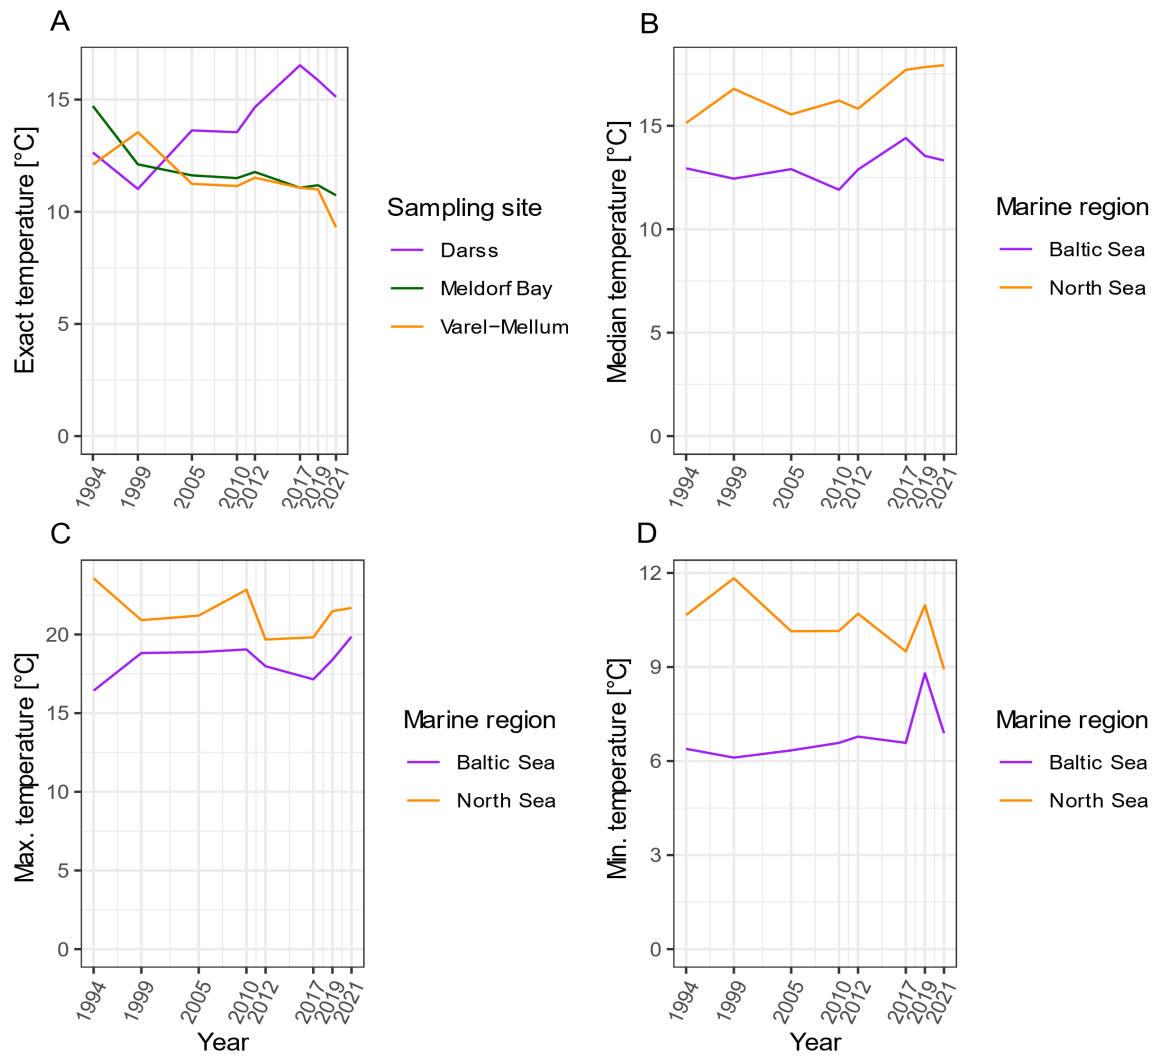 A
Exact temperature [°C]
15
10
5
0
1994
1999
2005
2010
2012
2017
2019
2021
Sampling site
Darss
Meldorf Bay
Varel−Mellum
B
Median temperature [°C]
15
10
5
0
1994
1999
2005
2010
2012
2017
2019
2021
Marine region
Baltic Sea
North Sea
C
Max. temperature [°C]
20
15
10
5
0
1994
1999
2005
2010
2012
2017
2019
2021
Year
Marine region
Baltic Sea
North Sea
D
Min. temperature [°C]
12
9
6
3
0
1994
1999
2005
2010
2012
2017
2019
2021
Year
Marine region
Baltic Sea
North Sea